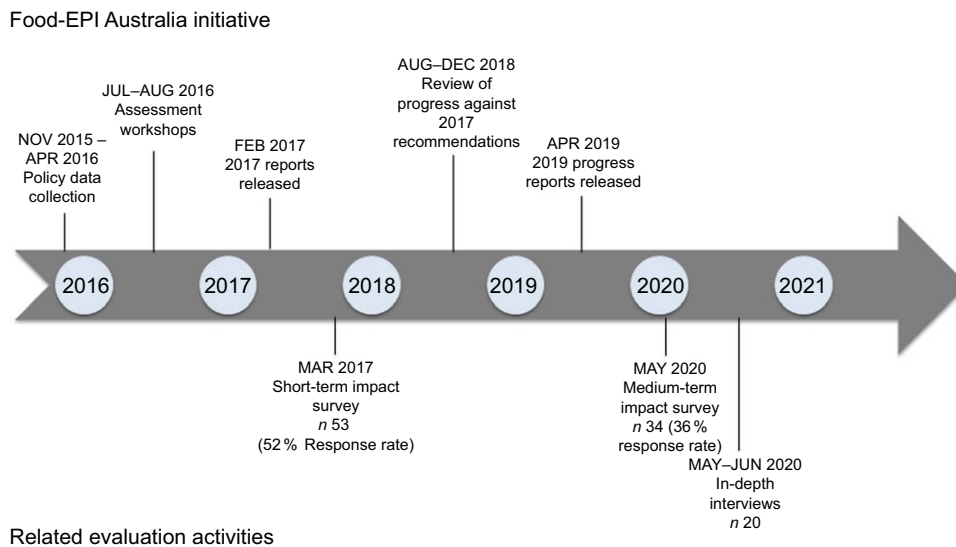 Food-EPI Australia initiative
NOV 2015 –
APR 2016
Policy data
collection
JUL–AUG 2016
Assessment
workshops
FEB 2017
2017 reports
released
AUG–DEC 2018
Review of
progress against
2017
recommendations
APR 2019
2019 progress
reports released
2016
2017
2018
2019
2020
2021
MAR 2017
Short-term impact
survey
n 53
(52 % Response rate)
MAY 2020
Medium-term
impact survey
n 34 (36 %
response rate)
MAY–JUN 2020
In-depth
interviews
n 20
Related evaluation activities